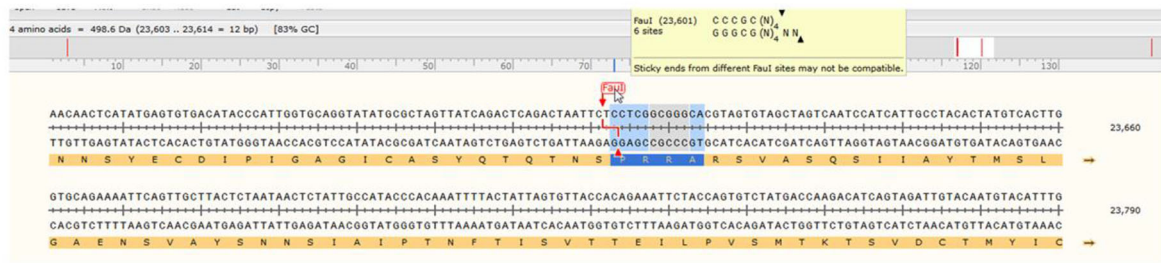 FauI (23,601) CCCGC(N)4
6 sites GGGCG(N)4NN
4 amino acids = 498.6 Da (23,603 .. 23,614 = 12 bp) [83% GC]
Sticky ends from different FauI sites may not be compatible.
10 20 30 40 50 60 70 120 130
FauI
AACAACTCATATGAGTGTGACATACCCATTGGTGCAGGTATATGCGCTAGTTATCAGACTCAGACTAATTCTCCTCGGCGGGCACGTAGTGTAGCTAGTCAATCCATCATTGCCTACACTATGTCACTTG
23,660
TTGTTGAGTATACTCACACTGTATGGGTAACCACGTCCATATACGCGATCAATAGTCTGAGTCTGATTAAGAGGAGCCGCCCGTGCATCACATCGATCAGTTAGGTAGTAACGGATGTGATACAGTGAAC
N N S Y E C D I P I G A G I C A S Y Q T Q T N S P R R A R S V A S Q S I I A Y T M S L
GTGCAGAAAATTCAGTTGCTTACTCTAATAACTCTATTGCCATACCCACAAATTTTACTATTAGTGTTACCACAGAAATTCTACCAGTGTCTATGACCAAGACATCAGTAGATTGTACAATGTACATTTG
23,790
CACGTCTTTTAAGTCAACGAATGAGATTATTGAGATAACGGTATGGGTGTTTAAAATGATAATCACAATGGTGTCTTTAAGATGGTCACAGATACTGGTTCTGTAGTCATCTAACATGTTACATGTAAAC
G A E N S V A Y S N N S I A I P T N F T I S V T T E I L P V S M T K T S V D C T M Y I C